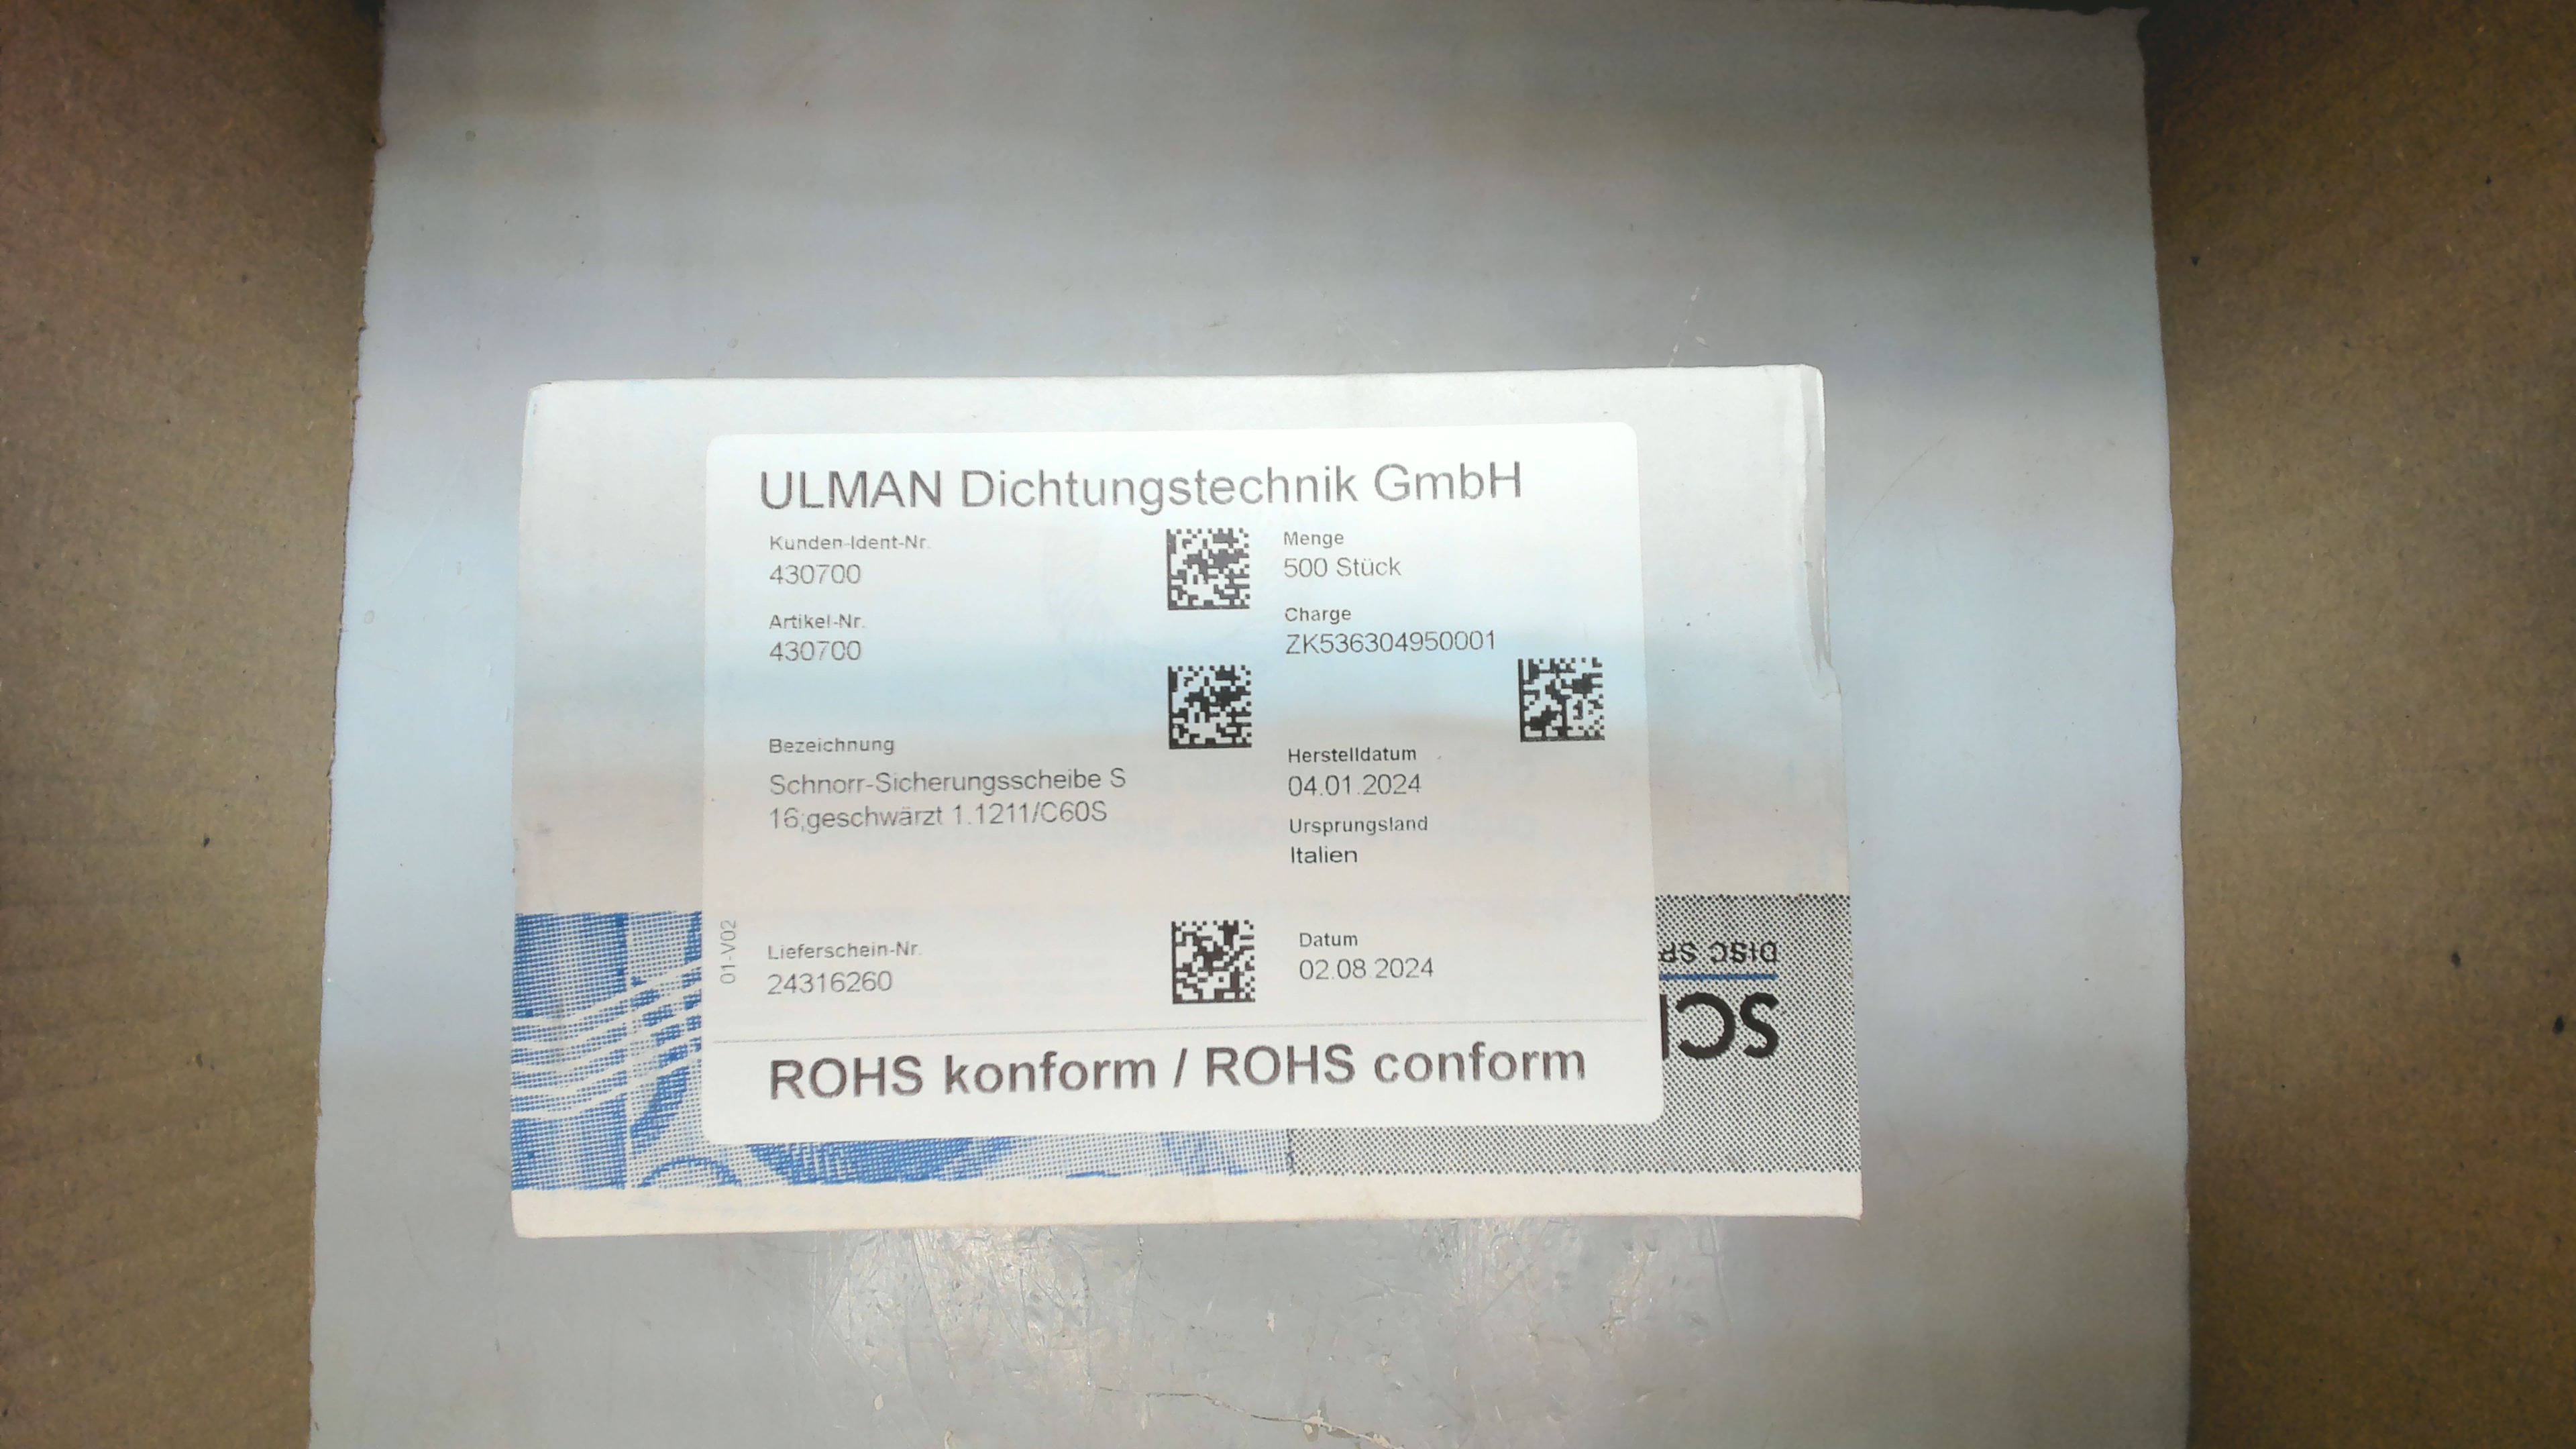 ULMAN Dichtungstechnik GmbH
Kunden-Ident-Nr.
430700
Artikel-Nr.
430700
Bezeichnung
Schnorr-Sicherungsscheibe S
16;geschwärzt 1.1211/C60S
Lieferschein-Nr.
24316260
Menge
500 Stück
Charge
ZK536304950001
Herstelldatum
04.01.2024
Ursprungsland
Italien
Datum
02.08.2024
01-V02
ROHS konform / ROHS conform
DISC